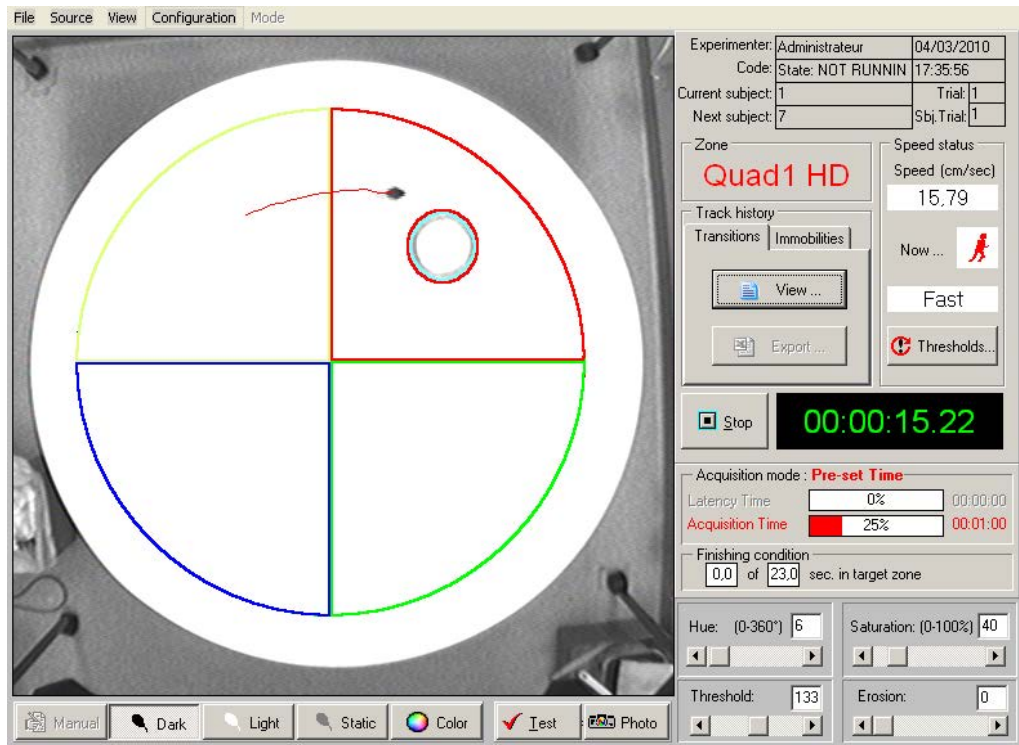 File Source View Configuration Mode
Experimenter: Administrateur 04/03/2010
Code: State: NOT RUNNIN 17:35:56
Current subject: 1 Trial: 1
Next subject: 7 Sbj.Trial: 1
Zone
Quad1 HD
Speed status
Speed (cm/sec)
15,79
Now ...
Fast
Thresholds...
Track history
Transitions Immobilities
View ...
Export ...
Stop 00:00:15.22
Acquisition mode : Pre-set Time
Latency Time 0% 00:00:00
Acquisition Time 25% 00:01:00
Finishing condition
0,0 of 23,0 sec. in target zone
Hue: (0-360°) 6 Saturation: (0-100%) 40
Threshold: 133 Erosion: 0
Manual Dark Light Static Color Test Photo